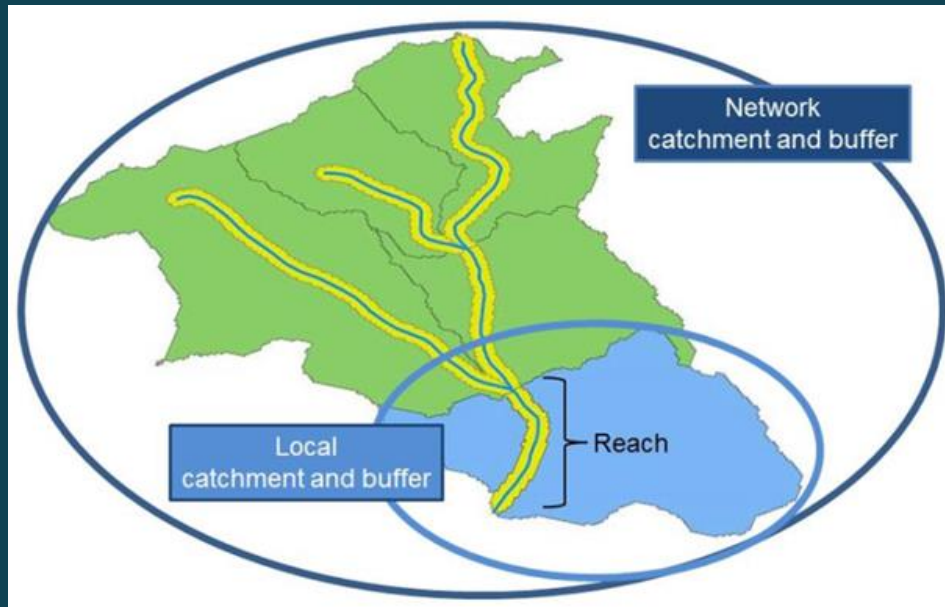 Network
catchment and buffer
Local
catchment and buffer
Reach